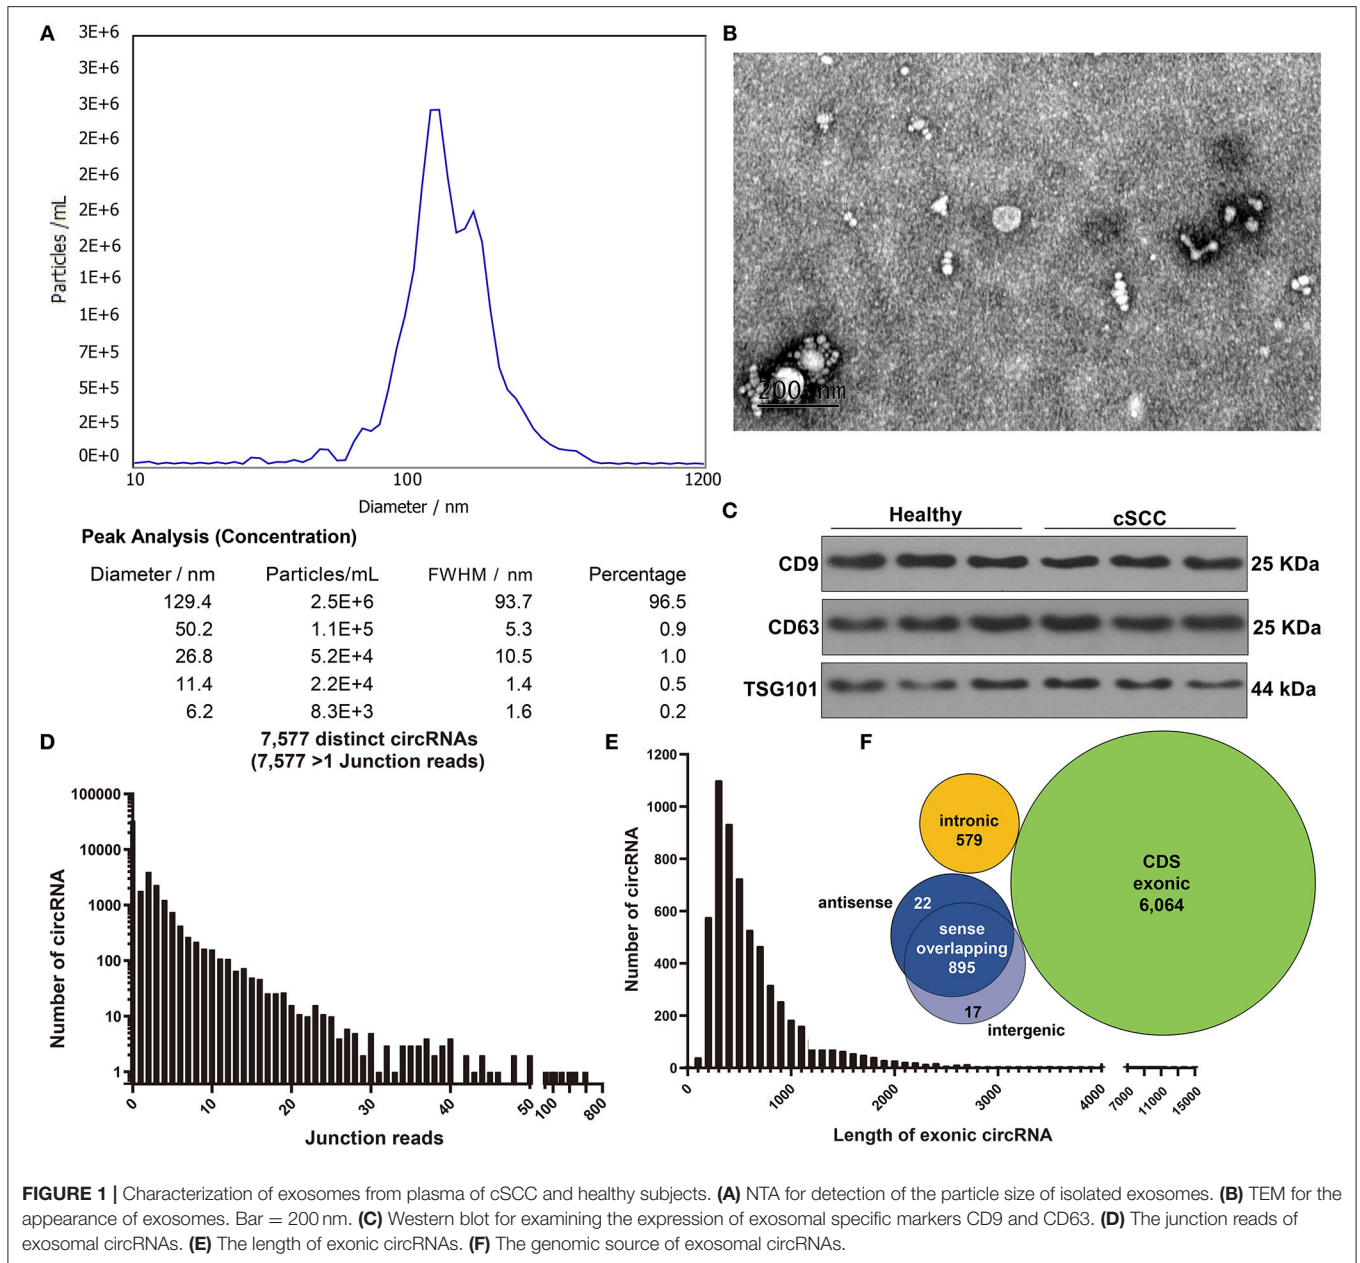 A
3E+6
3E+6
3E+6
2E+6
2E+6
2E+6
2E+6
1E+6
1E+6
7E+5
5E+5
2E+5
0E+0
Particles /mL
10
100
1200
Diameter / nm
Peak Analysis (Concentration)
Diameter / nm Particles/mL FWHM / nm Percentage
129.4 2.5E+6 93.7 96.5
50.2 1.1E+5 5.3 0.9
26.8 5.2E+4 10.5 1.0
11.4 2.2E+4 1.4 0.5
6.2 8.3E+3 1.6 0.2
B
200 nm
C
Healthy cSCC
CD9 25 KDa
CD63 25 KDa
TSG101 44 kDa
D
7,577 distinct circRNAs
(7,577 >1 Junction reads)
100000
10000
1000
100
10
1
Number of circRNA
0 10 20 30 40 50 100 800
Junction reads
E
1200
1000
800
600
400
200
0
Number of circRNA
0 1000 2000 3000 4000 7000 11000 15000
Length of exonic circRNA
F
intronic
579
antisense
22
sense
overlapping
895
17
intergenic
CDS
exonic
6,064
FIGURE 1 | Characterization of exosomes from plasma of cSCC and healthy subjects. (A) NTA for detection of the particle size of isolated exosomes. (B) TEM for the
appearance of exosomes. Bar = 200 nm. (C) Western blot for examining the expression of exosomal specific markers CD9 and CD63. (D) The junction reads of
exosomal circRNAs. (E) The length of exonic circRNAs. (F) The genomic source of exosomal circRNAs.